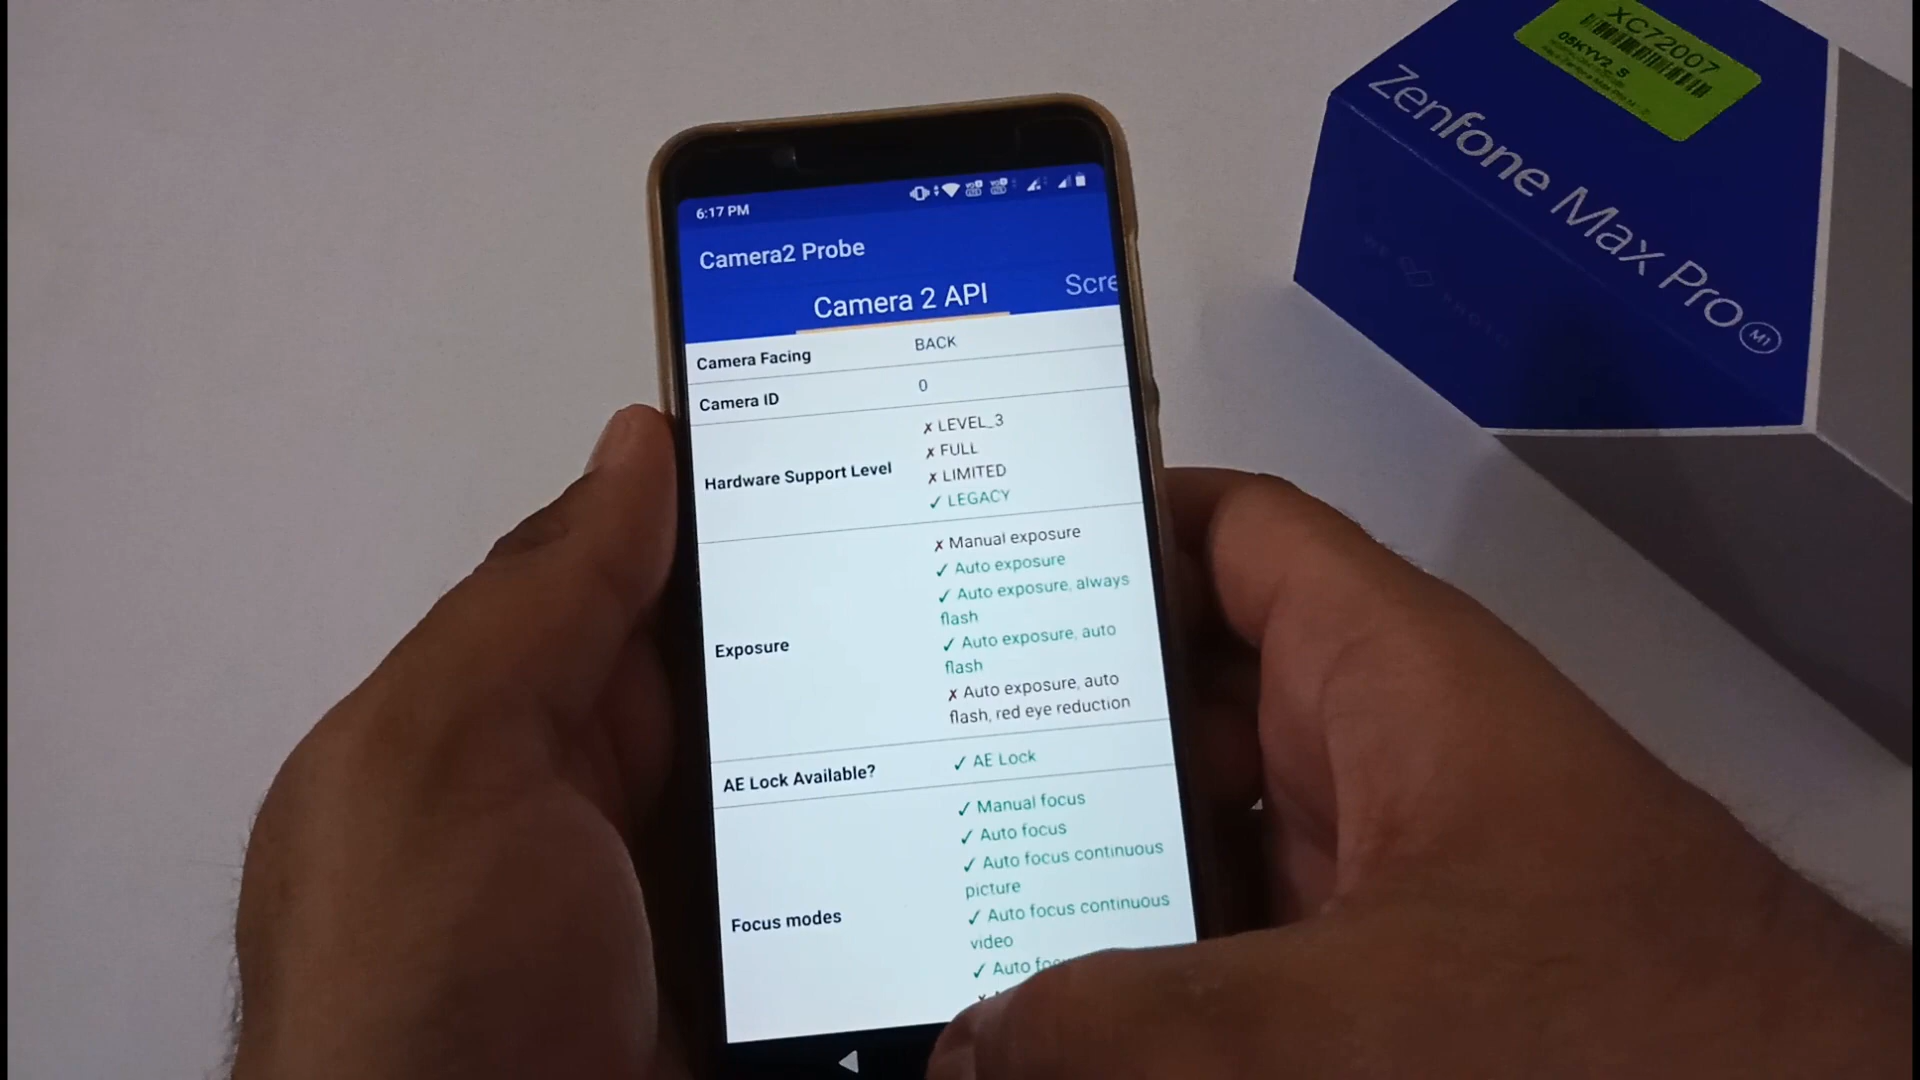 XC72007
05KYV2_S
Zenfone Max Pro M1
6:17 PM
Camera2 Probe
Camera 2 API
Scre
Camera Facing
BACK
Camera ID
0
Hardware Support Level
✗ LEVEL_3
✗ FULL
✗ LIMITED
✓ LEGACY
Exposure
✗ Manual exposure
✓ Auto exposure
✓ Auto exposure, always
flash
✓ Auto exposure, auto
flash
✗ Auto exposure, auto
flash, red eye reduction
AE Lock Available?
✓ AE Lock
Focus modes
✓ Manual focus
✓ Auto focus
✓ Auto focus continuous
picture
✓ Auto focus continuous
video
✓ Auto